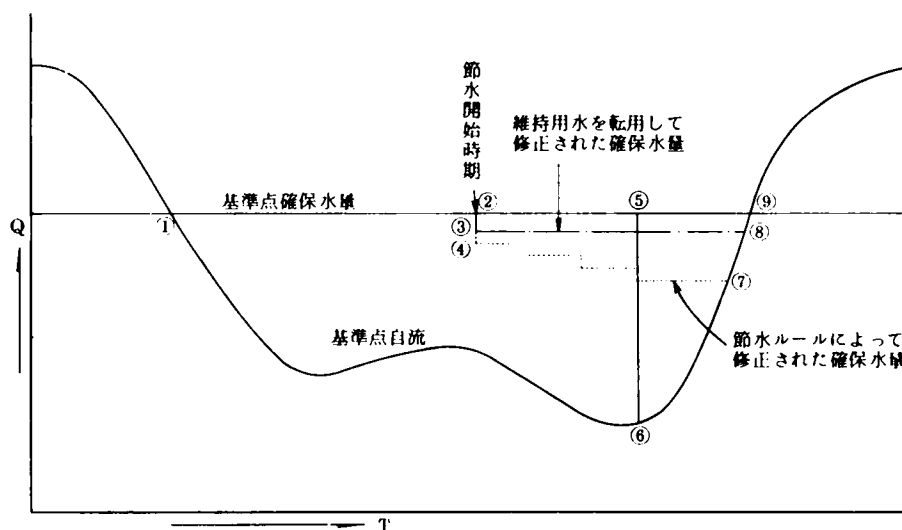 節水開始時期
維持用水を転用して
修正された確保水量
基準点確保水量
①
②
③
④
⑤
⑨
⑧
⑦
Q
基準点自流
節水ルールによって
修正された確保水量
⑥
T